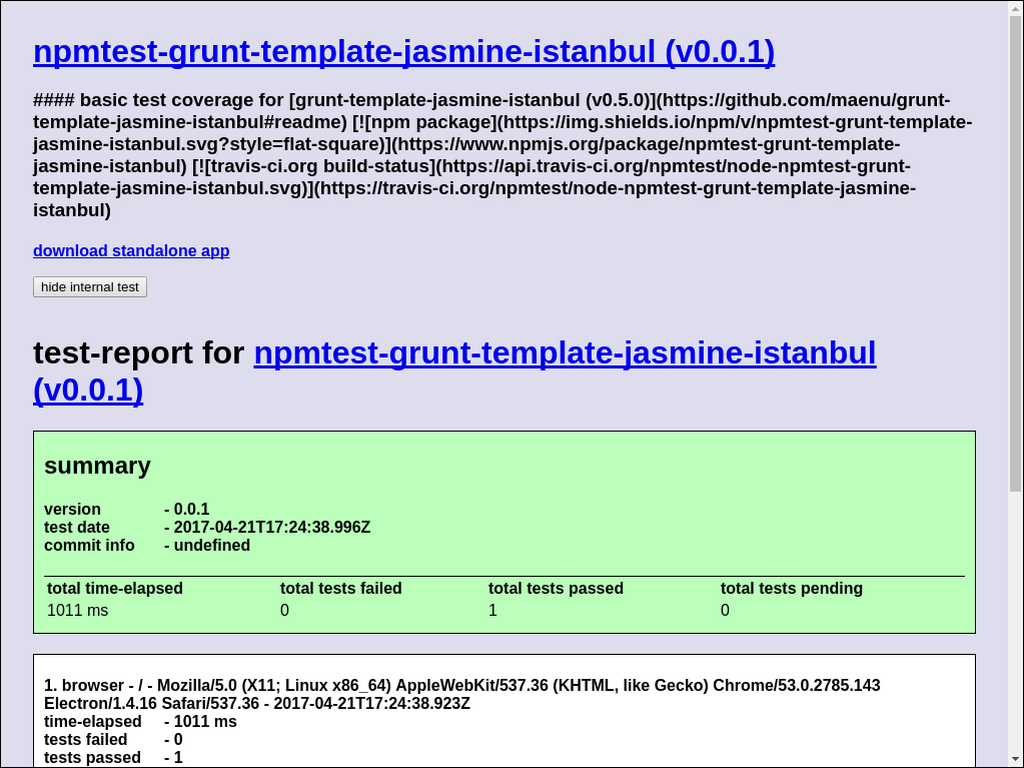 npmtest-grunt-template-jasmine-istanbul (v0.0.1)
#### basic test coverage for [grunt-template-jasmine-istanbul (v0.5.0)](https://github.com/maenu/grunt-
template-jasmine-istanbul#readme) [![npm package](https://img.shields.io/npm/v/npmtest-grunt-template-
jasmine-istanbul.svg?style=flat-square)](https://www.npmjs.org/package/npmtest-grunt-template-
jasmine-istanbul) [![travis-ci.org build-status](https://api.travis-ci.org/npmtest/node-npmtest-grunt-
template-jasmine-istanbul.svg)](https://travis-ci.org/npmtest/node-npmtest-grunt-template-jasmine-
istanbul)
download standalone app
hide internal test
test-report for npmtest-grunt-template-jasmine-istanbul
(v0.0.1)
summary
version - 0.0.1
test date - 2017-04-21T17:24:38.996Z
commit info - undefined
total time-elapsed total tests failed total tests passed total tests pending
1011 ms 0 1 0
1. browser - / - Mozilla/5.0 (X11; Linux x86_64) AppleWebKit/537.36 (KHTML, like Gecko) Chrome/53.0.2785.143
Electron/1.4.16 Safari/537.36 - 2017-04-21T17:24:38.923Z
time-elapsed - 1011 ms
tests failed - 0
tests passed - 1